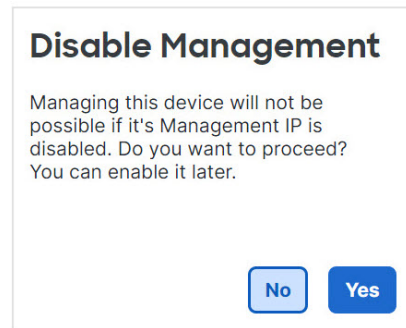 Disable Management
Managing this device will not be
possible if it's Management IP is
disabled. Do you want to proceed?
You can enable it later.
No Yes